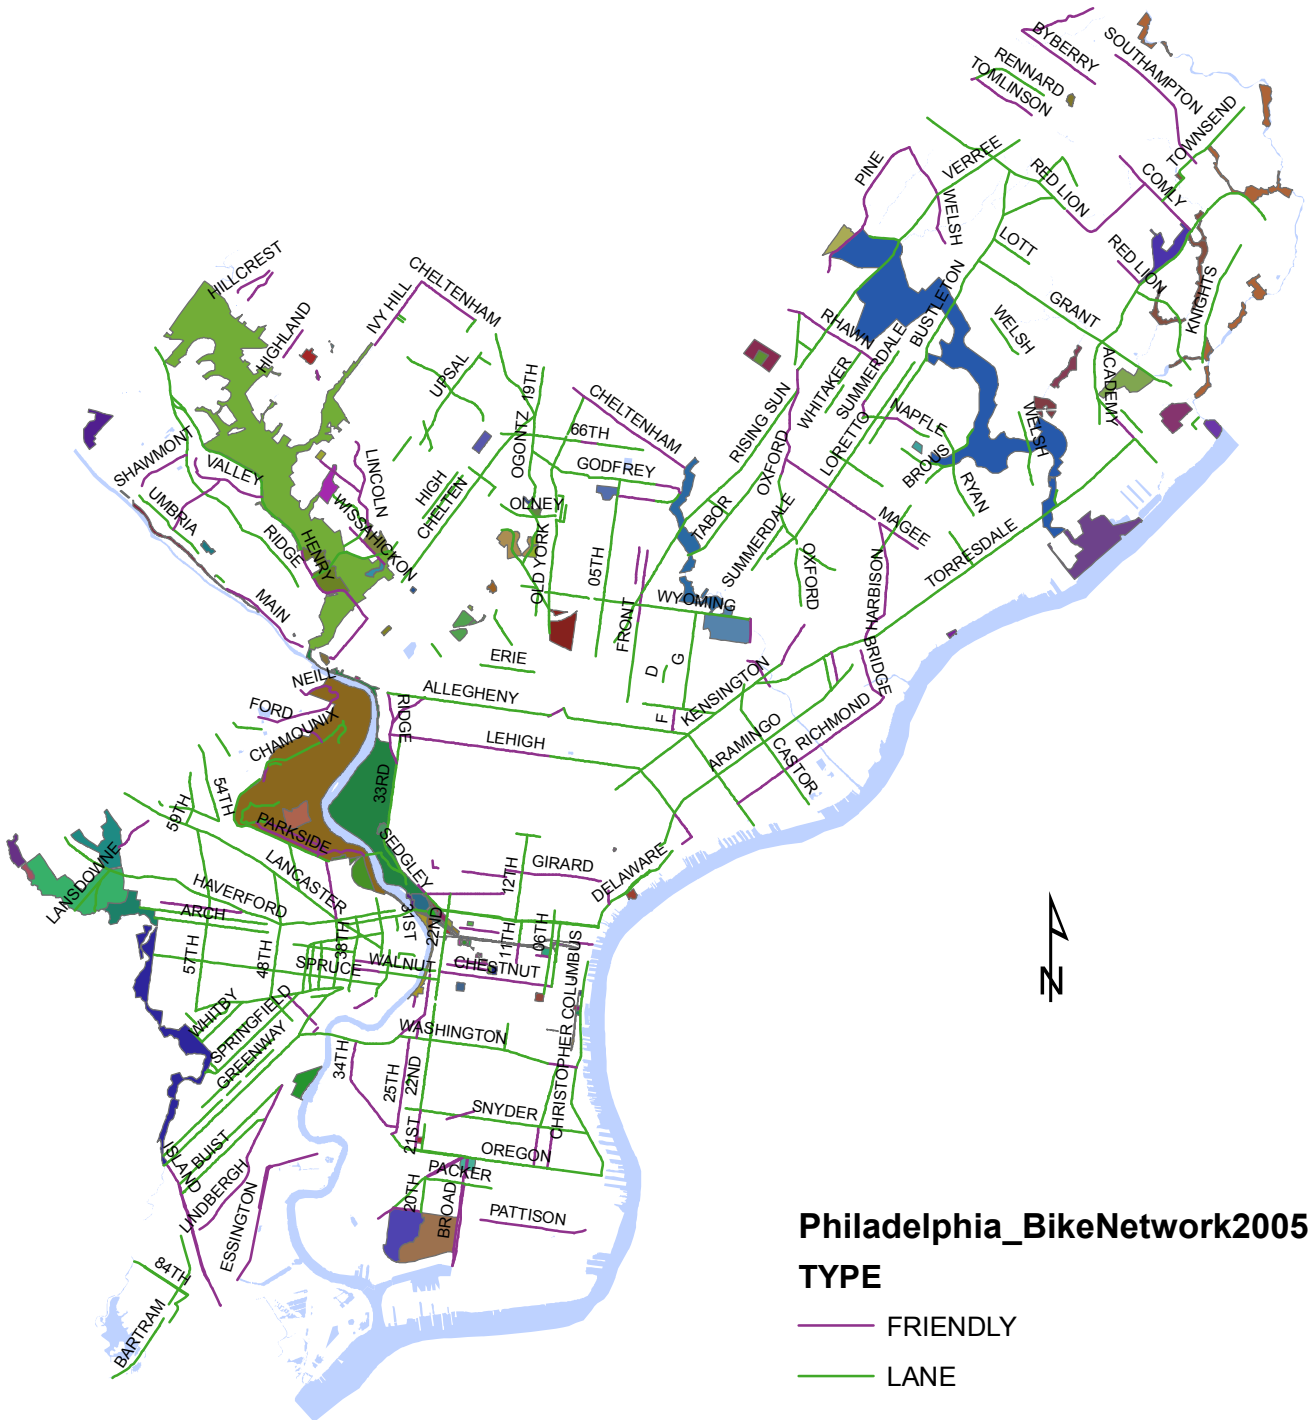 BYBERRY
SOUTHAMPTON
RENNARD
TOMLINSON
TOWNSEND
PINE
VERREE
RED LION
COMLY
WELSH
LOTT
RED LION
KNIGHTS
HILLCREST
CHELTENHAM
IVY HILL
HIGHLAND
BUSTLETON
GRANT
WELSH
RHAWN
SUMMERDALE
ACADEMY
UPSAL
19TH
CHELTENHAM
WHITAKER
NAPFLE
WELSH
OGONTZ
66TH
RISING SUN
LORETTO
BROUS
SHAWMONT
VALLEY
LINCOLN
GODFREY
OXFORD
RYAN
UMBRIA
WISSAHICKON
HIGH
CHELTEN
OLNEY
TABOR
SUMMERDALE
MAGEE
RIDGE
HENRY
OLD YORK
05TH
OXFORD
HARBISON
TORRESDALE
MAIN
WYOMING
FRONT
ERIE
D
G
BRIDGE
NEILL
ALLEGHENY
KENSINGTON
FORD
RIDGE
F
RICHMOND
CHAMOUNIX
LEHIGH
ARAMINGO
CASTOR
33RD
54TH
59TH
PARKSIDE
SEDGLEY
LANSDOWNE
LANCASTER
12TH
GIRARD
DELAWARE
HAVERFORD
ARCH
31ST
22ND
38TH
11TH
06TH
57TH
48TH
SPRUCE
WALNUT
CHESTNUT
WHITBY
SPRINGFIELD
GREENWAY
WASHINGTON
CHRISTOPHER COLUMBUS
34TH
25TH
22ND
SNYDER
21ST
OREGON
ISLAND
BUIST
PACKER
LINDBERGH
20TH
BROAD
PATTISON
ESSINGTON
84TH
BARTRAM
N
Philadelphia_BikeNetwork2005
TYPE
FRIENDLY
LANE